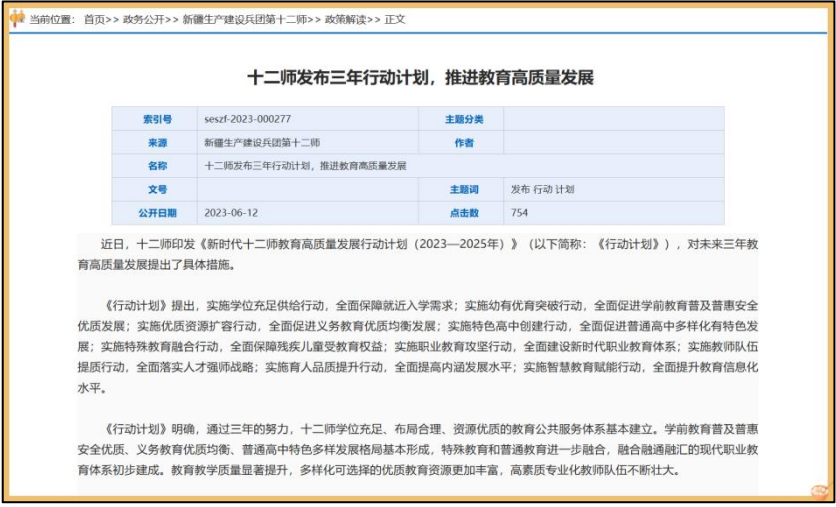 当前位置： 首页>> 政务公开>> 新疆生产建设兵团第十二师>> 政策解读>> 正文
十二师发布三年行动计划，推进教育高质量发展
索引号 seszf-2023-000277 主题分类
来源 新疆生产建设兵团第十二师 作者
名称 十二师发布三年行动计划，推进教育高质量发展
文号 主题词 发布 行动 计划
公开日期 2023-06-12 点击数 754
近日，十二师印发《新时代十二师教育高质量发展行动计划（2023—2025年）》（以下简称：《行动计划》），对未来三年教
育高质量发展提出了具体措施。
《行动计划》提出，实施学位充足供给行动，全面保障就近入学需求；实施幼有优育突破行动，全面促进学前教育普及普惠安全
优质发展；实施优质资源扩容行动，全面促进义务教育优质均衡发展；实施特色高中创建行动，全面促进普通高中多样化有特色发
展；实施特殊教育融合行动，全面保障残疾儿童受教育权益；实施职业教育攻坚行动，全面建设新时代职业教育体系；实施教师队伍
提质行动，全面落实人才强师战略；实施育人品质提升行动，全面提高内涵发展水平；实施智慧教育赋能行动，全面提升教育信息化
水平。
《行动计划》明确，通过三年的努力，十二师学位充足、布局合理、资源优质的教育公共服务体系基本建立。学前教育普及普惠
安全优质、义务教育优质均衡、普通高中特色多样发展格局基本形成，特殊教育和普通教育进一步融合，融合融通融汇的现代职业教
育体系初步建成。教育教学质量显著提升，多样化可选择的优质教育资源更加丰富，高素质专业化教师队伍不断壮大。